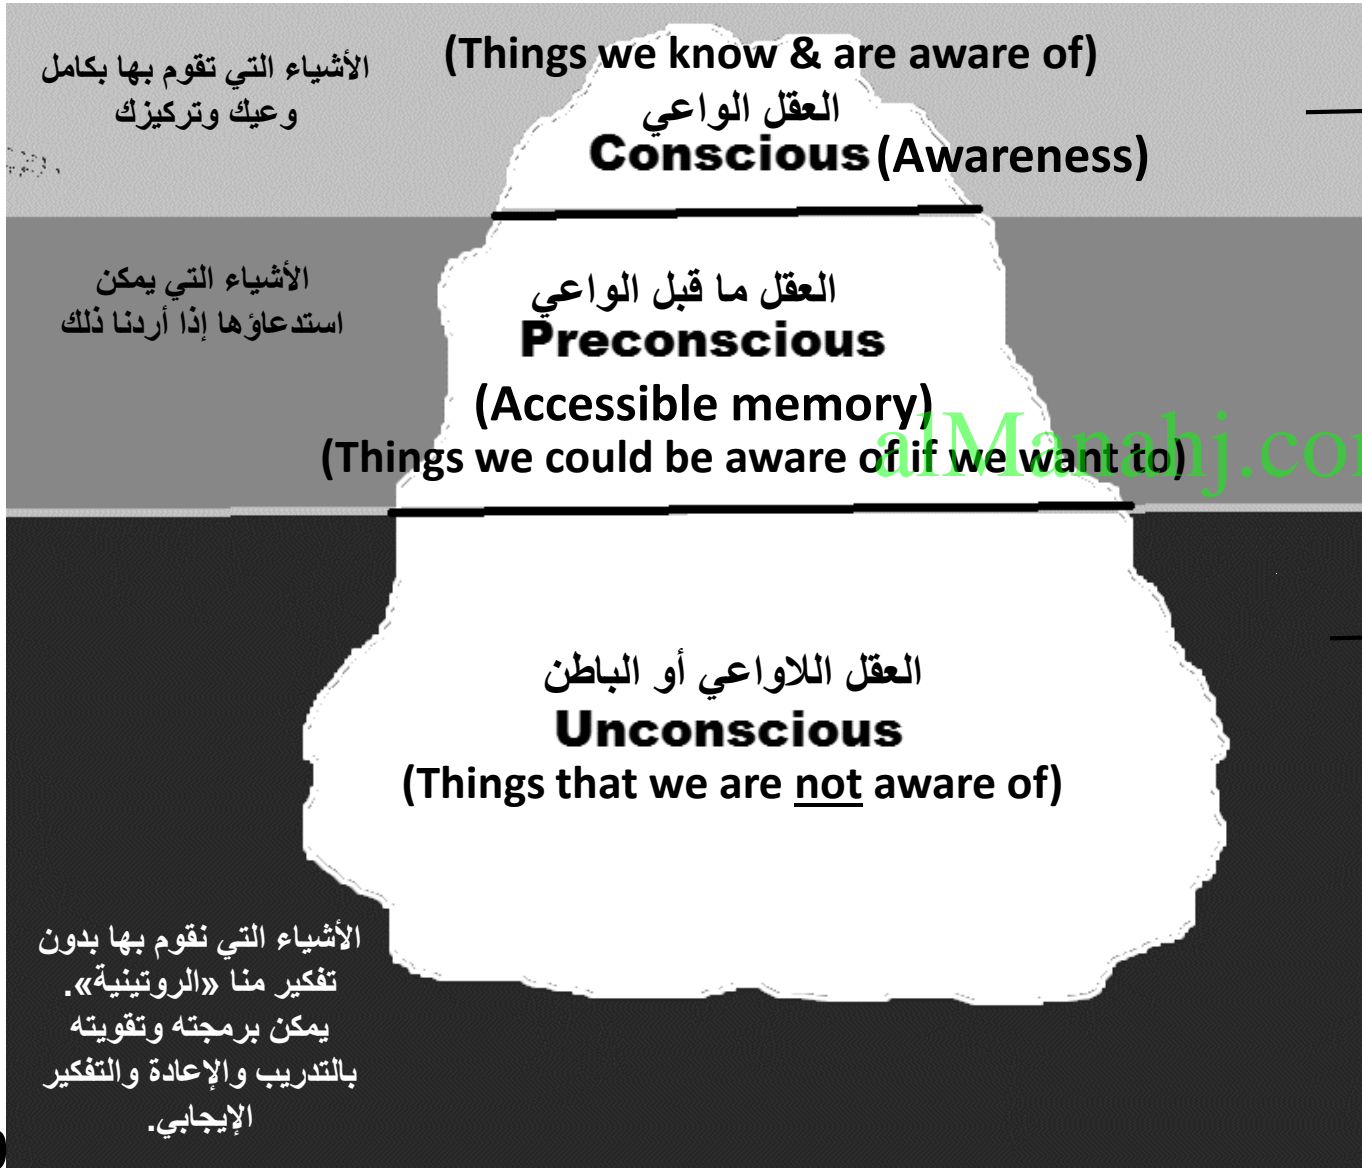 (Things we know & are aware of)
العقل الواعي
Conscious (Awareness)
الأشياء التي تقوم بها بكامل
وعيك وتركيزك
العقل ما قبل الواعي
Preconscious
(Accessible memory)
(Things we could be aware of if we want to)
الأشياء التي يمكن
استدعاؤها إذا أردنا ذلك
alManahj.com
العقل اللاواعي أو الباطن
Unconscious
(Things that we are not aware of)
الأشياء التي نقوم بها بدون
تفكير منا «الروتينية».
يمكن برمجته وتقويته
بالتدريب والإعادة والتفكير
الإيجابي.